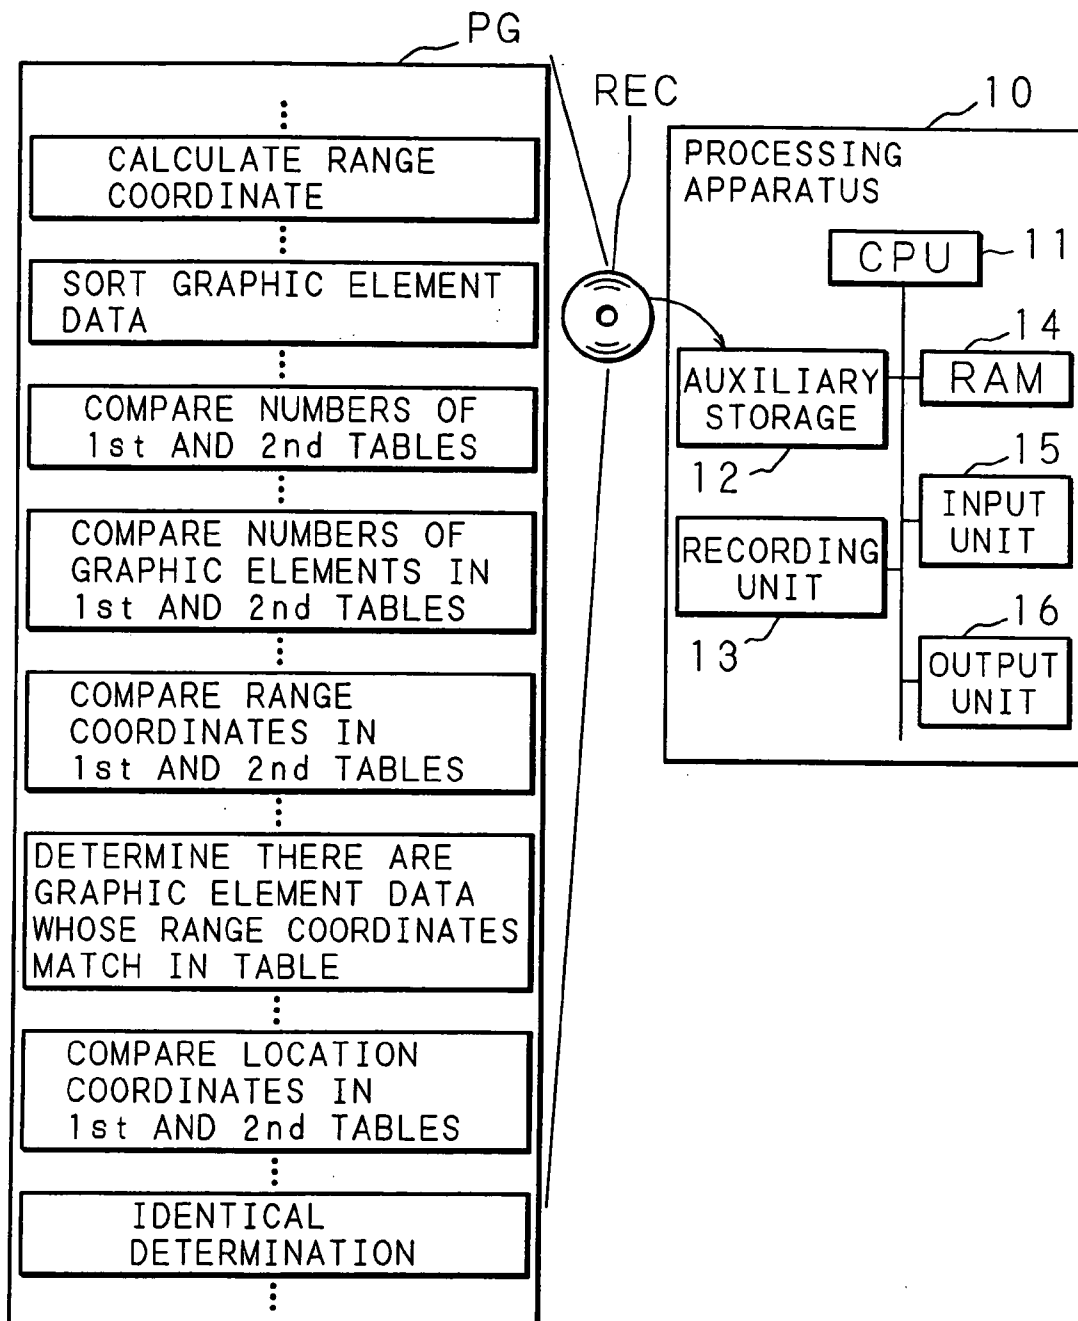 PG
CALCULATE RANGE
COORDINATE
SORT GRAPHIC ELEMENT
DATA
COMPARE NUMBERS OF
1st AND 2nd TABLES
COMPARE NUMBERS OF
GRAPHIC ELEMENTS IN
1st AND 2nd TABLES
COMPARE RANGE
COORDINATES IN
1st AND 2nd TABLES
DETERMINE THERE ARE
GRAPHIC ELEMENT DATA
WHOSE RANGE COORDINATES
MATCH IN TABLE
COMPARE LOCATION
COORDINATES IN
1st AND 2nd TABLES
IDENTICAL
DETERMINATION
REC
10
PROCESSING
APPARATUS
CPU
11
AUXILIARY
STORAGE
12
14
RAM
RECORDING
UNIT
13
15
INPUT
UNIT
16
OUTPUT
UNIT